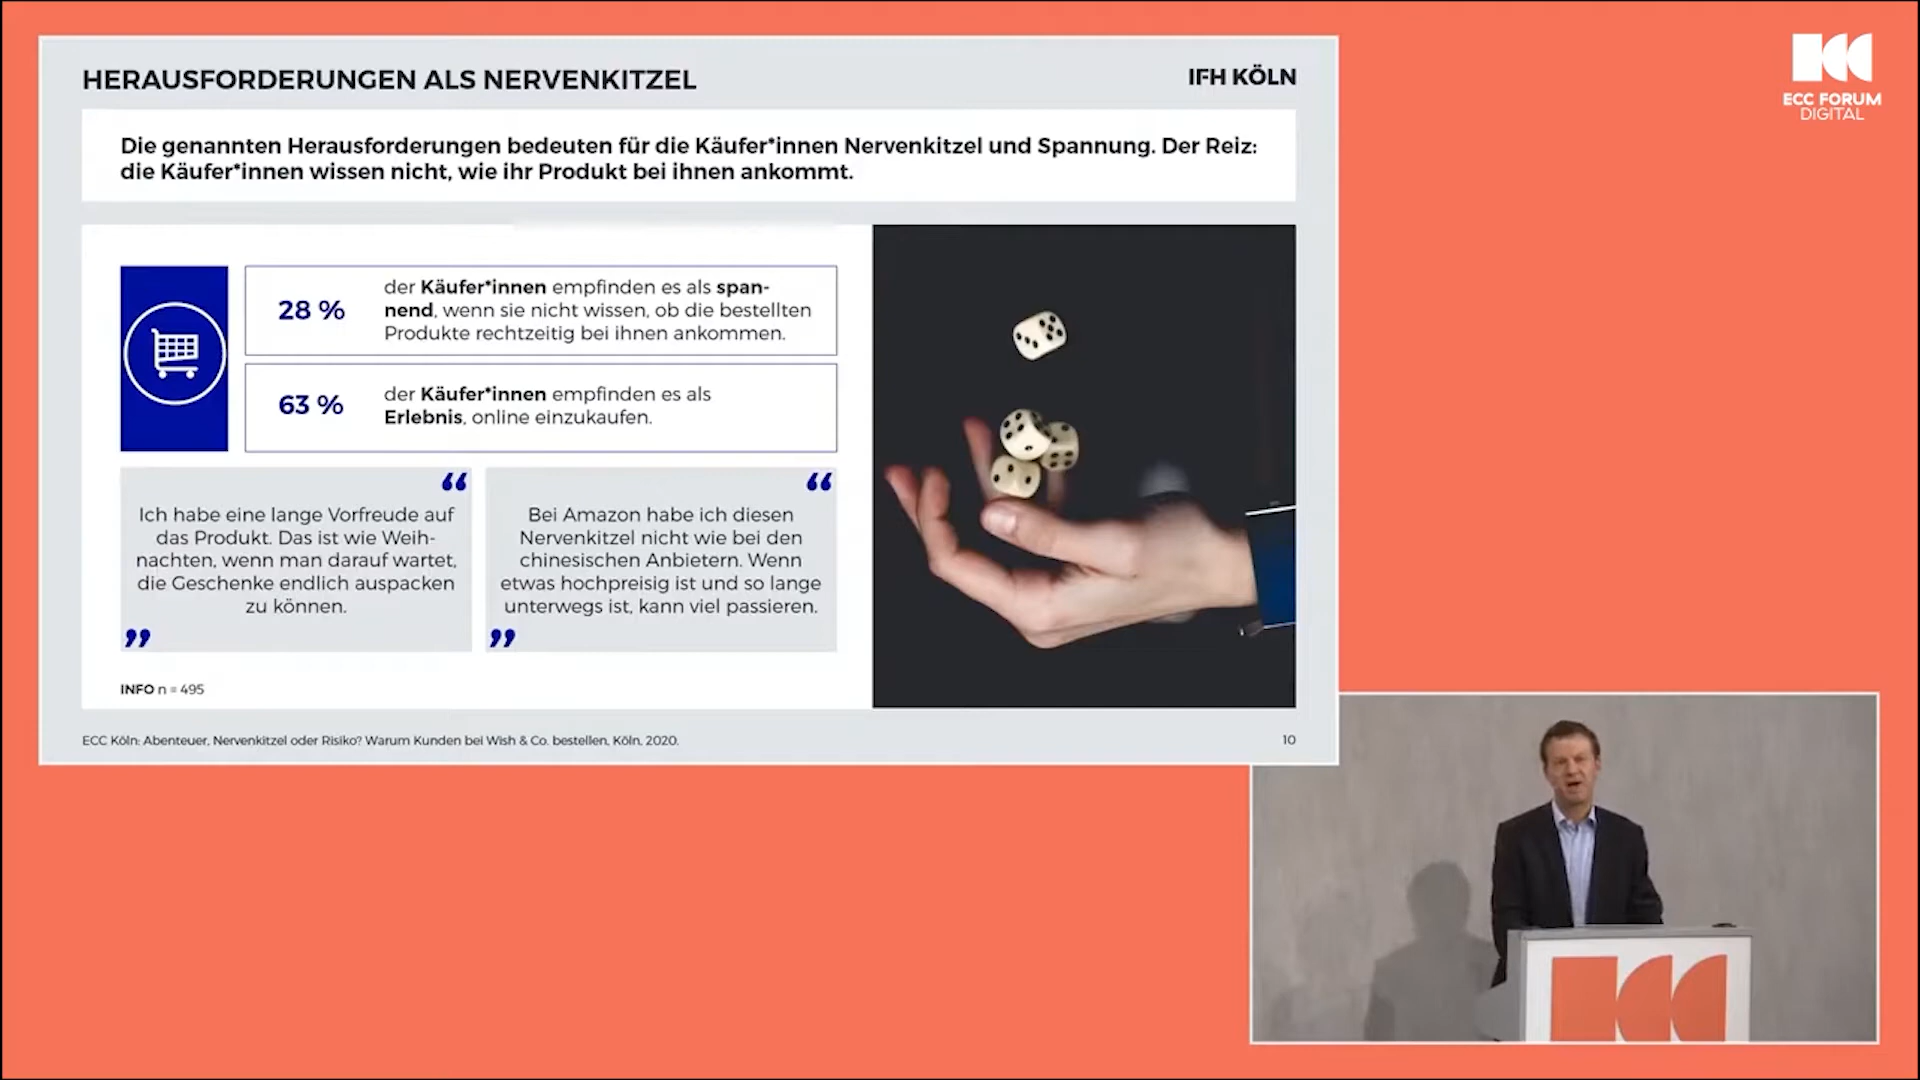 HERAUSFORDERUNGEN ALS NERVENKITZEL
IFH KÖLN
ECC FORUM
DIGITAL
Die genannten Herausforderungen bedeuten für die Käufer*innen Nervenkitzel und Spannung. Der Reiz:
die Käufer*innen wissen nicht, wie ihr Produkt bei ihnen ankommt.
28 %
der Käufer*innen empfinden es als span-
nend, wenn sie nicht wissen, ob die bestellten
Produkte rechtzeitig bei ihnen ankommen.
63 %
der Käufer*innen empfinden es als
Erlebnis, online einzukaufen.
“
Ich habe eine lange Vorfreude auf
das Produkt. Das ist wie Weih-
nachten, wenn man darauf wartet,
die Geschenke endlich auspacken
zu können.
”
“
Bei Amazon habe ich diesen
Nervenkitzel nicht wie bei den
chinesischen Anbietern. Wenn
etwas hochpreisig ist und so lange
unterwegs ist, kann viel passieren.
”
INFO n = 495
ECC Köln: Abenteuer, Nervenkitzel oder Risiko? Warum Kunden bei Wish & Co. bestellen, Köln, 2020.
10